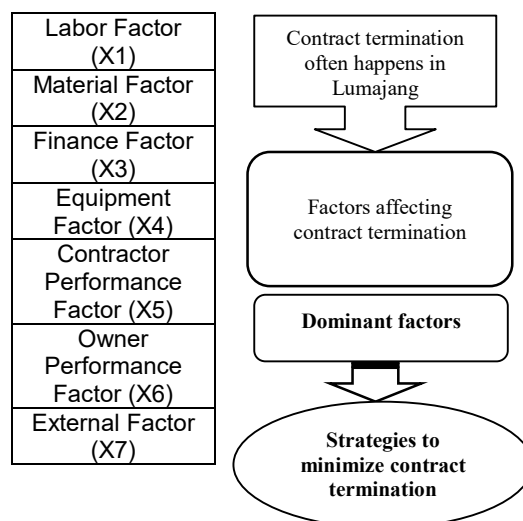 Labor Factor
(X1)
Material Factor
(X2)
Finance Factor
(X3)
Equipment
Factor (X4)
Contractor
Performance
Factor (X5)
Owner
Performance
Factor (X6)
External Factor
(X7)
Contract termination
often happens in
Lumajang
Factors affecting
contract termination
Dominant factors
Strategies to
minimize contract
termination